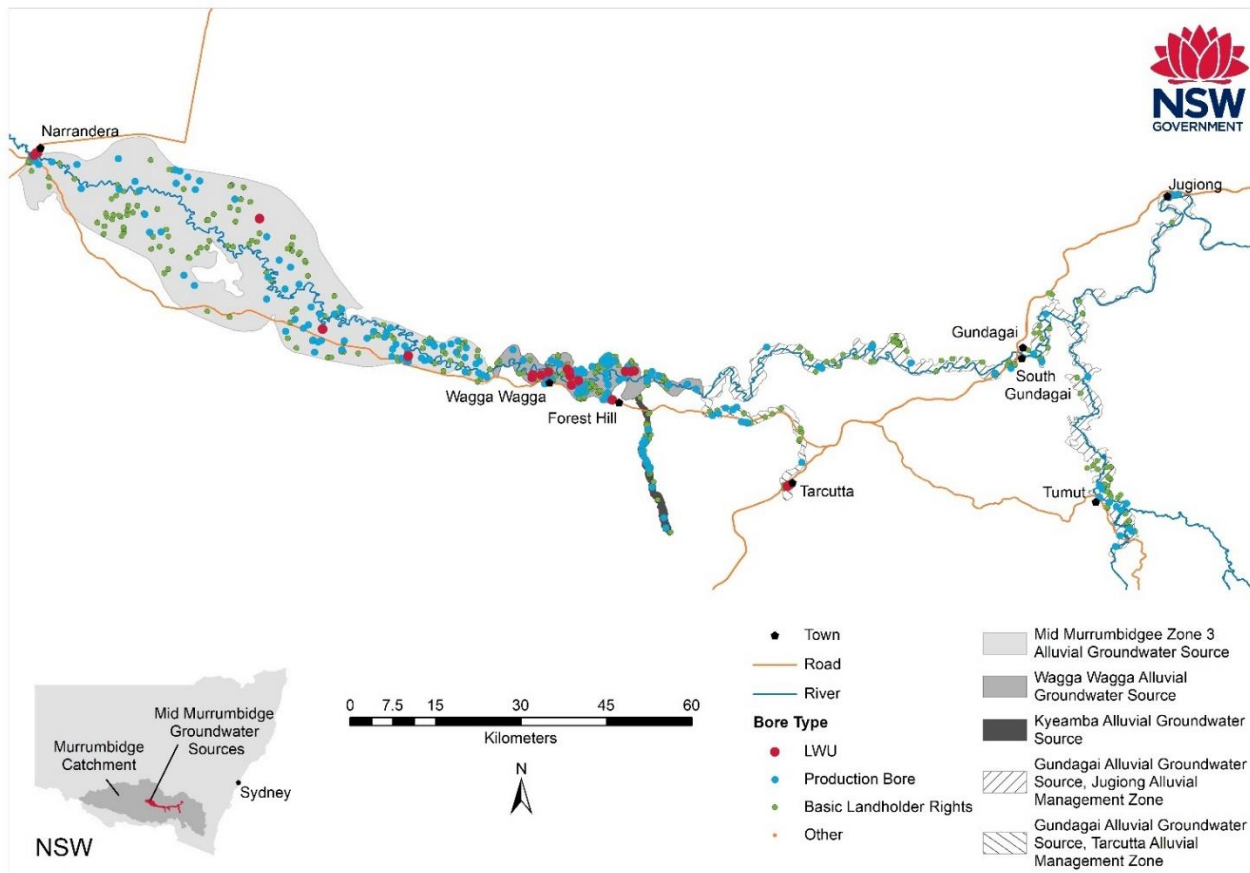 NSW
GOVERNMENT
Narrandera
Jugiong
Gundagai
South
Gundagai
Wagga Wagga
Forest Hill
Tarcutta
Tumut
Mid Murrumbidge
Groundwater
Sources
Murrumbidge
Catchment
Sydney
NSW
0 7.5 15 30 45 60
Kilometers
N
Town
Road
River
Bore Type
LWU
Production Bore
Basic Landholder Rights
Other
Mid Murrumbidgee Zone 3
Alluvial Groundwater Source
Wagga Wagga Alluvial
Groundwater Source
Kyeamba Alluvial Groundwater
Source
Gundagai Alluvial Groundwater
Source, Jugiong Alluvial
Management Zone
Gundagai Alluvial Groundwater
Source, Tarcutta Alluvial
Management Zone